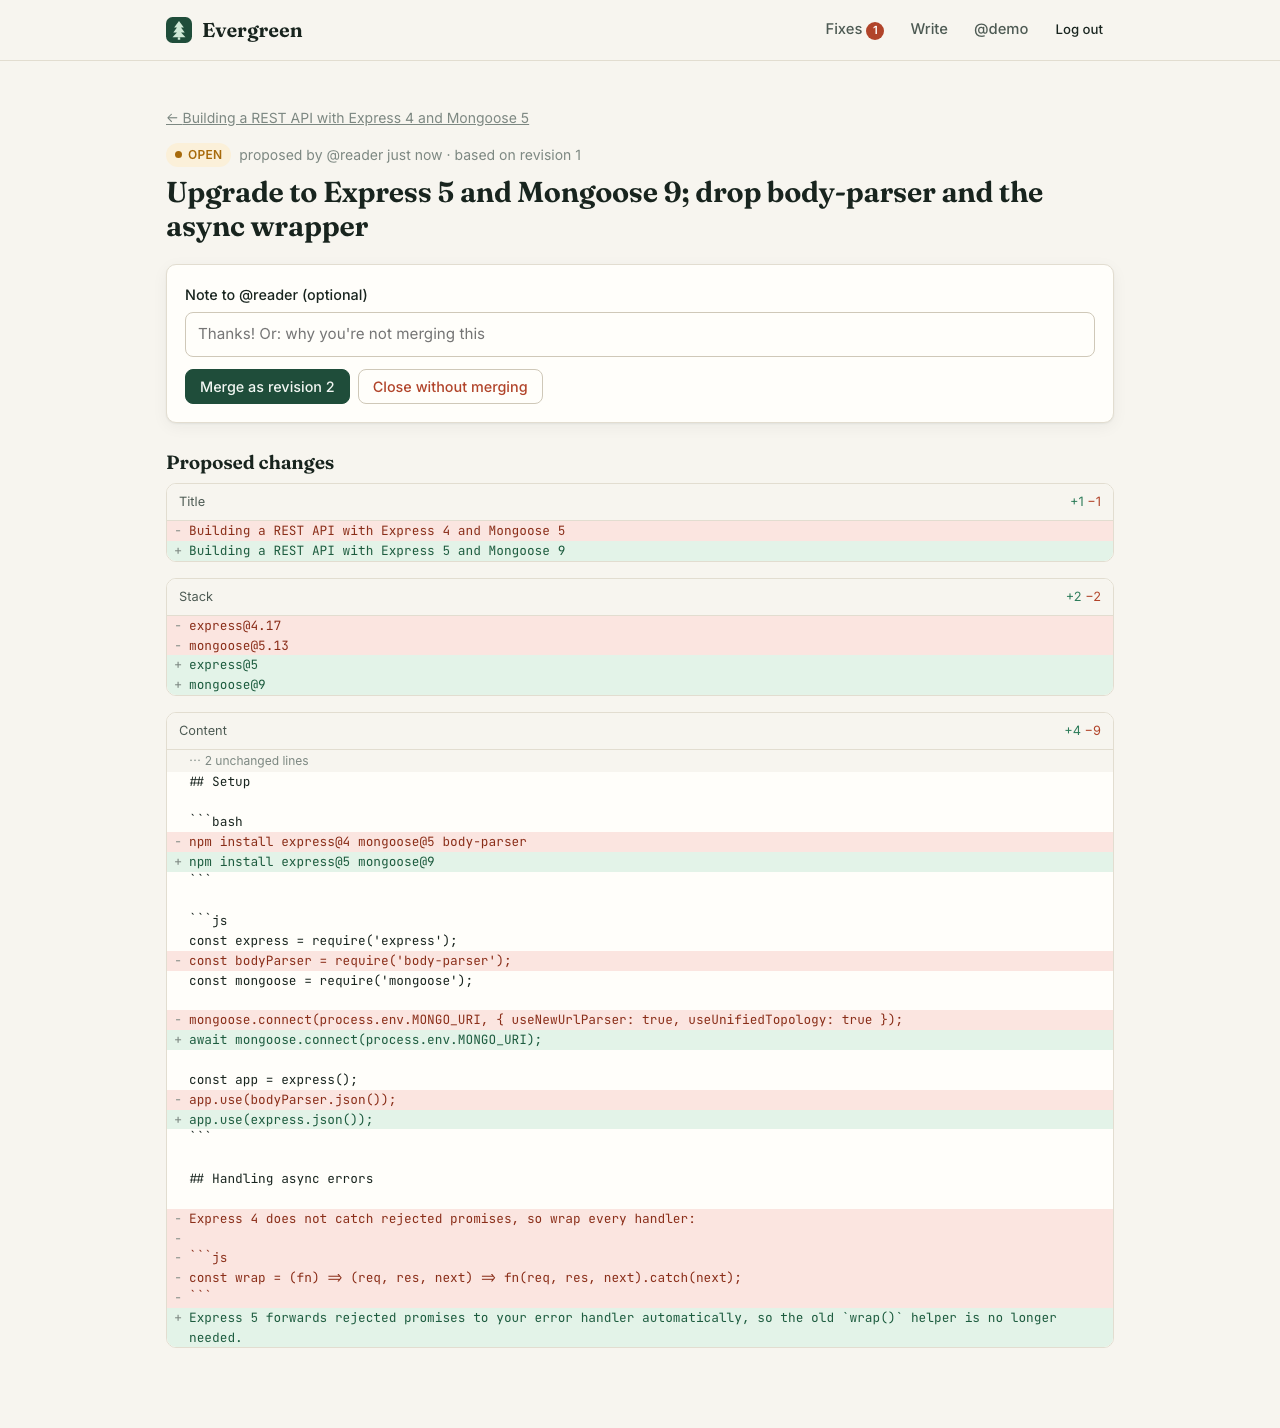 Evergreen
Fixes 1 Write @demo Log out
← Building a REST API with Express 4 and Mongoose 5
OPEN proposed by @reader just now · based on revision 1
Upgrade to Express 5 and Mongoose 9; drop body-parser and the
async wrapper
Note to @reader (optional)
Thanks! Or: why you're not merging this
Merge as revision 2 Close without merging
Proposed changes
Title +1 −1
- Building a REST API with Express 4 and Mongoose 5
+ Building a REST API with Express 5 and Mongoose 9
Stack +2 −2
- express@4.17
- mongoose@5.13
+ express@5
+ mongoose@9
Content +4 −9
⋯ 2 unchanged lines
## Setup
```bash
- npm install express@4 mongoose@5 body-parser
+ npm install express@5 mongoose@9
```
```js
const express = require('express');
- const bodyParser = require('body-parser');
const mongoose = require('mongoose');
- mongoose.connect(process.env.MONGO_URI, { useNewUrlParser: true, useUnifiedTopology: true });
+ await mongoose.connect(process.env.MONGO_URI);
const app = express();
- app.use(bodyParser.json());
+ app.use(express.json());
```
## Handling async errors
- Express 4 does not catch rejected promises, so wrap every handler:
-
- ```js
- const wrap = (fn) => (req, res, next) => fn(req, res, next).catch(next);
- ```
+ Express 5 forwards rejected promises to your error handler automatically, so the old `wrap()` helper is no longer
needed.